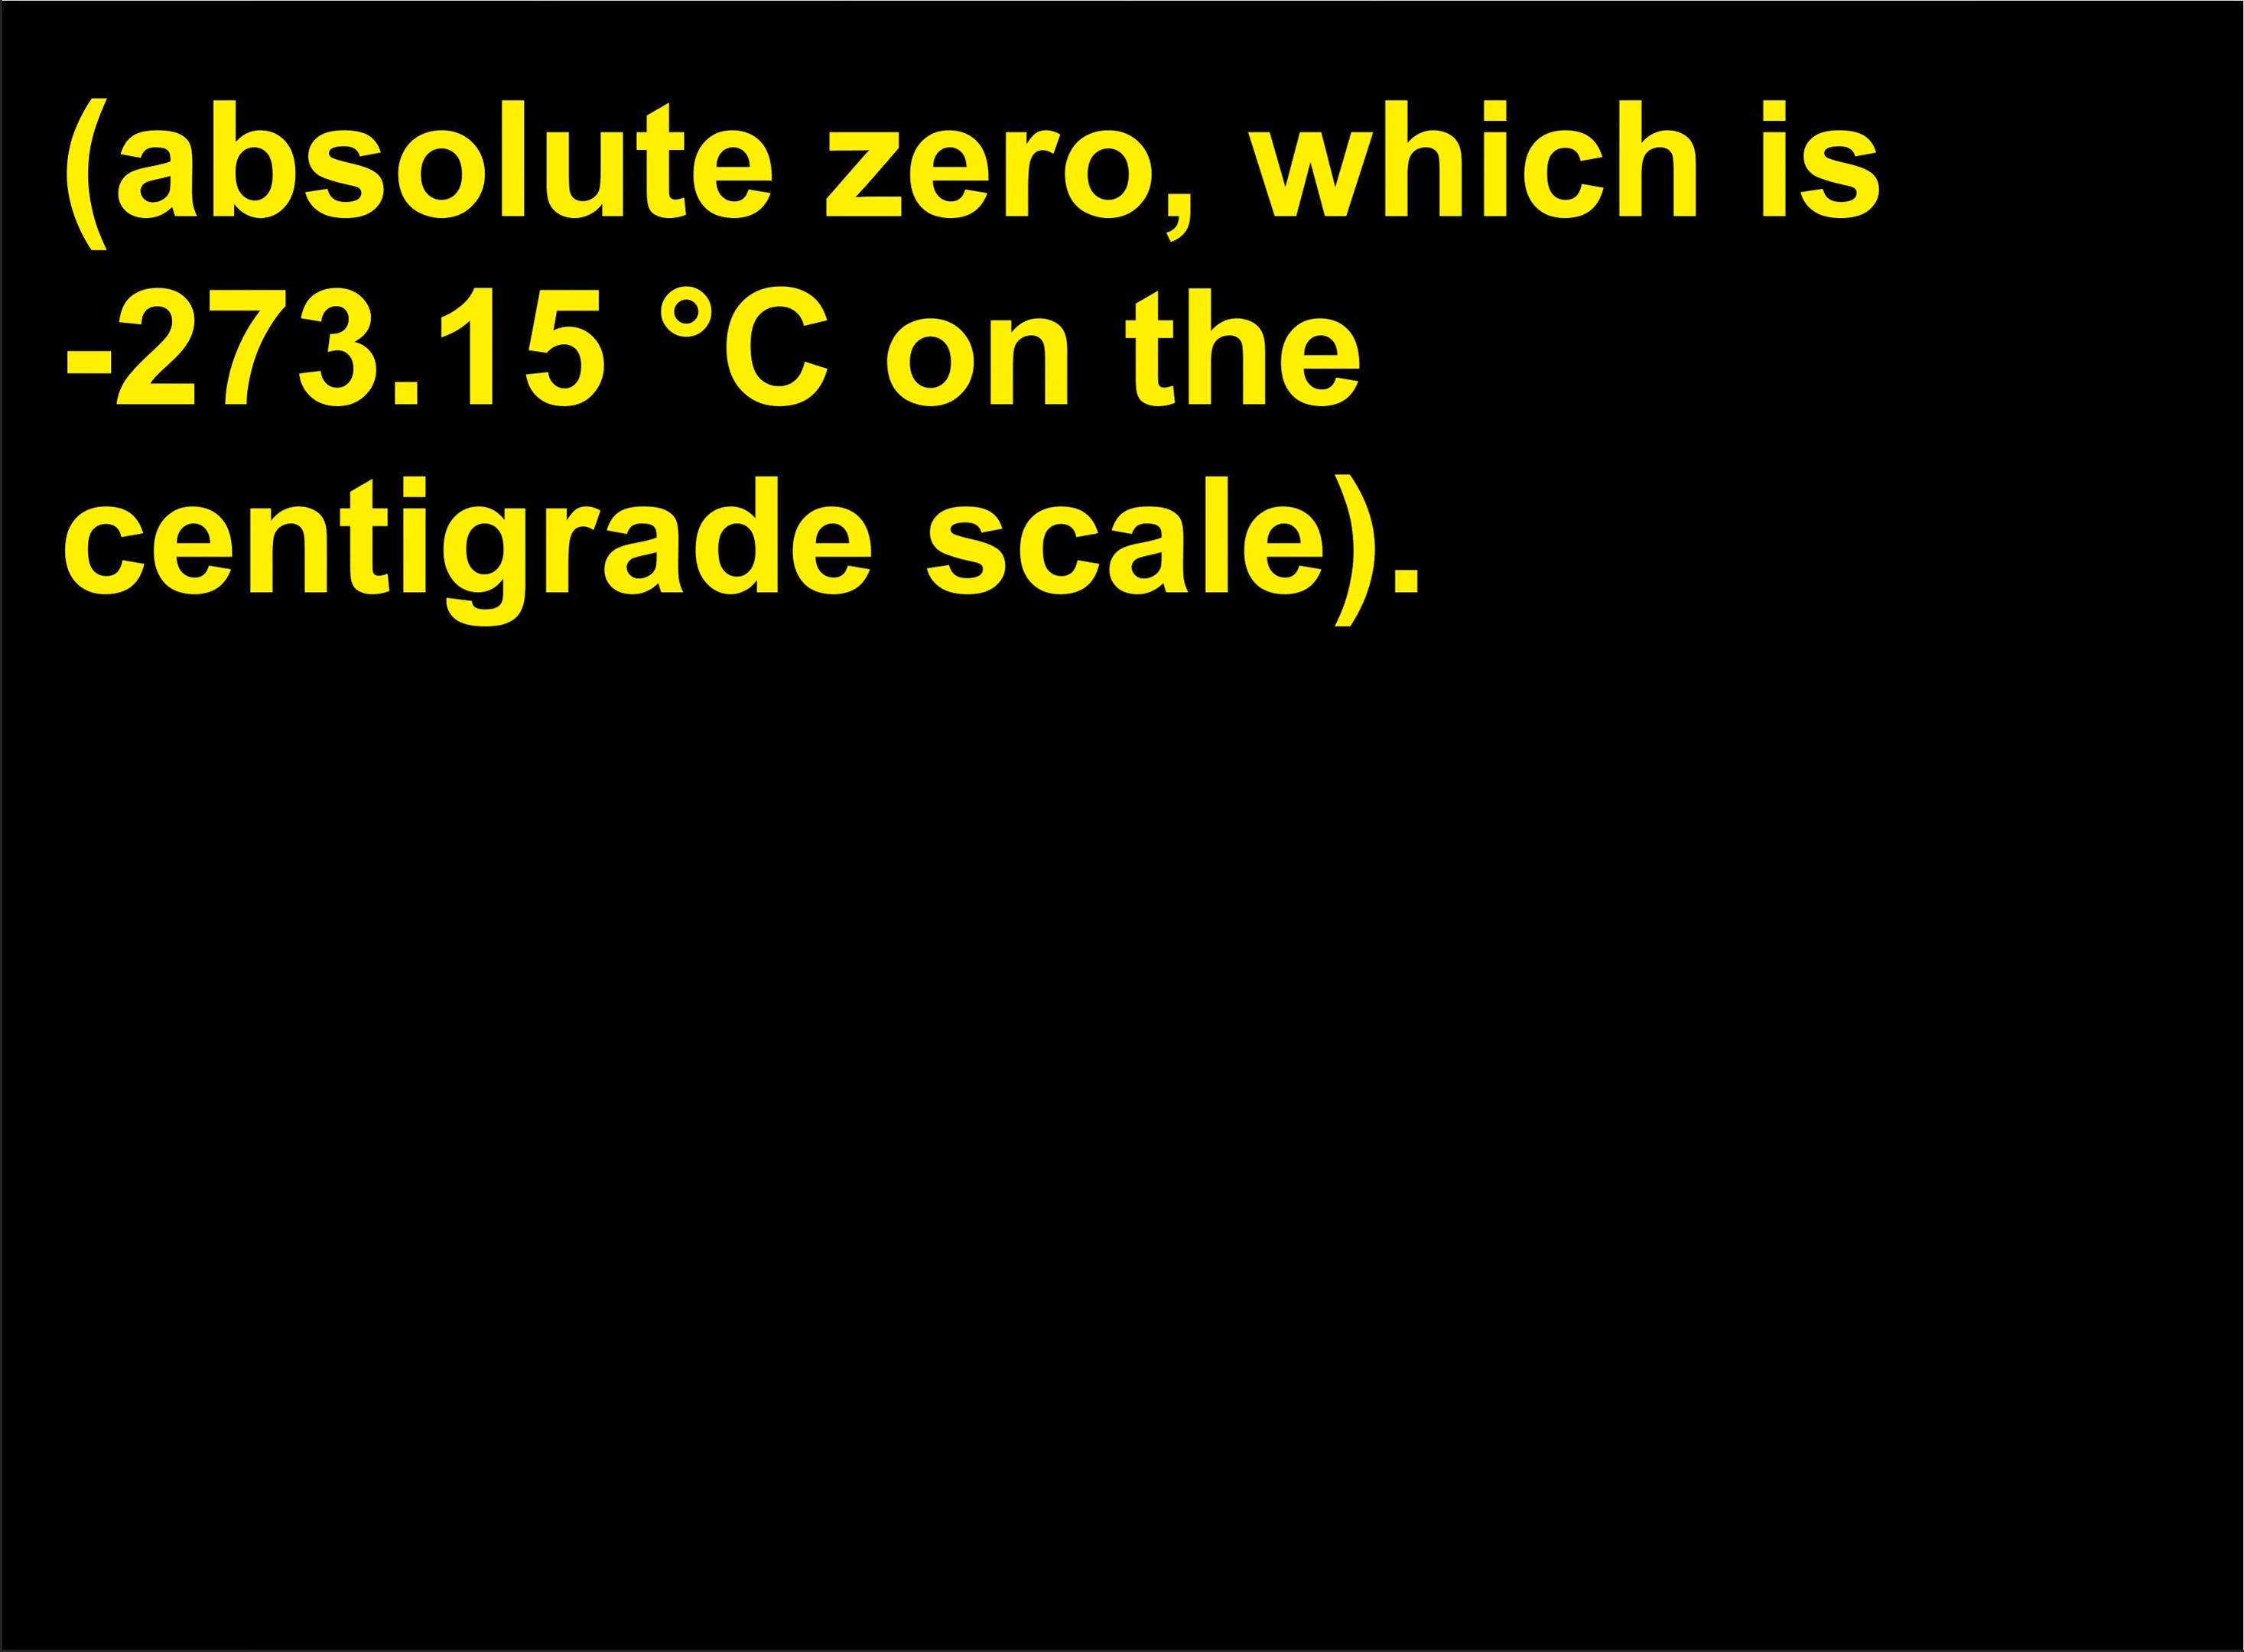 (absolute zero, which is
-273.15 °C on the
centigrade scale).